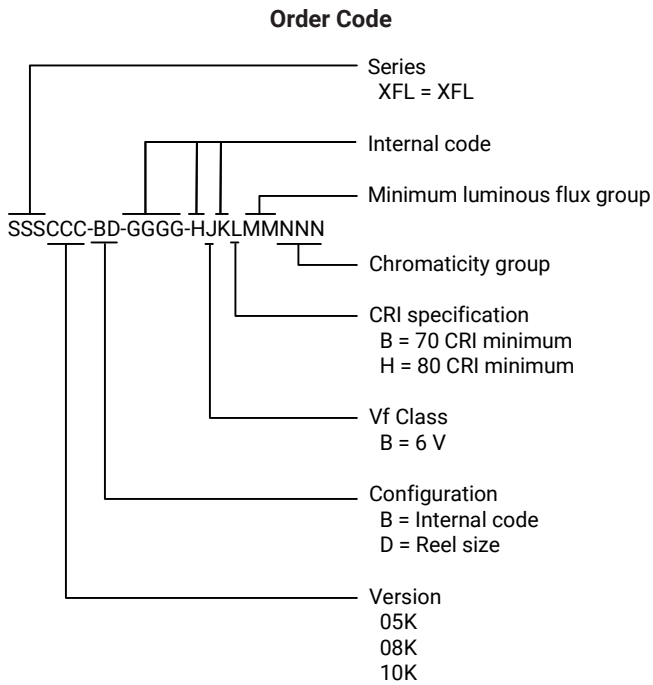 Order Code
Series
XFL = XFL
Internal code
Minimum luminous flux group
SSSCCC-BD-GGGG-HJKLMMNNN
Chromaticity group
CRI specification
B = 70 CRI minimum
H = 80 CRI minimum
Vf Class
B = 6 V
Configuration
B = Internal code
D = Reel size
Version
05K
08K
10K